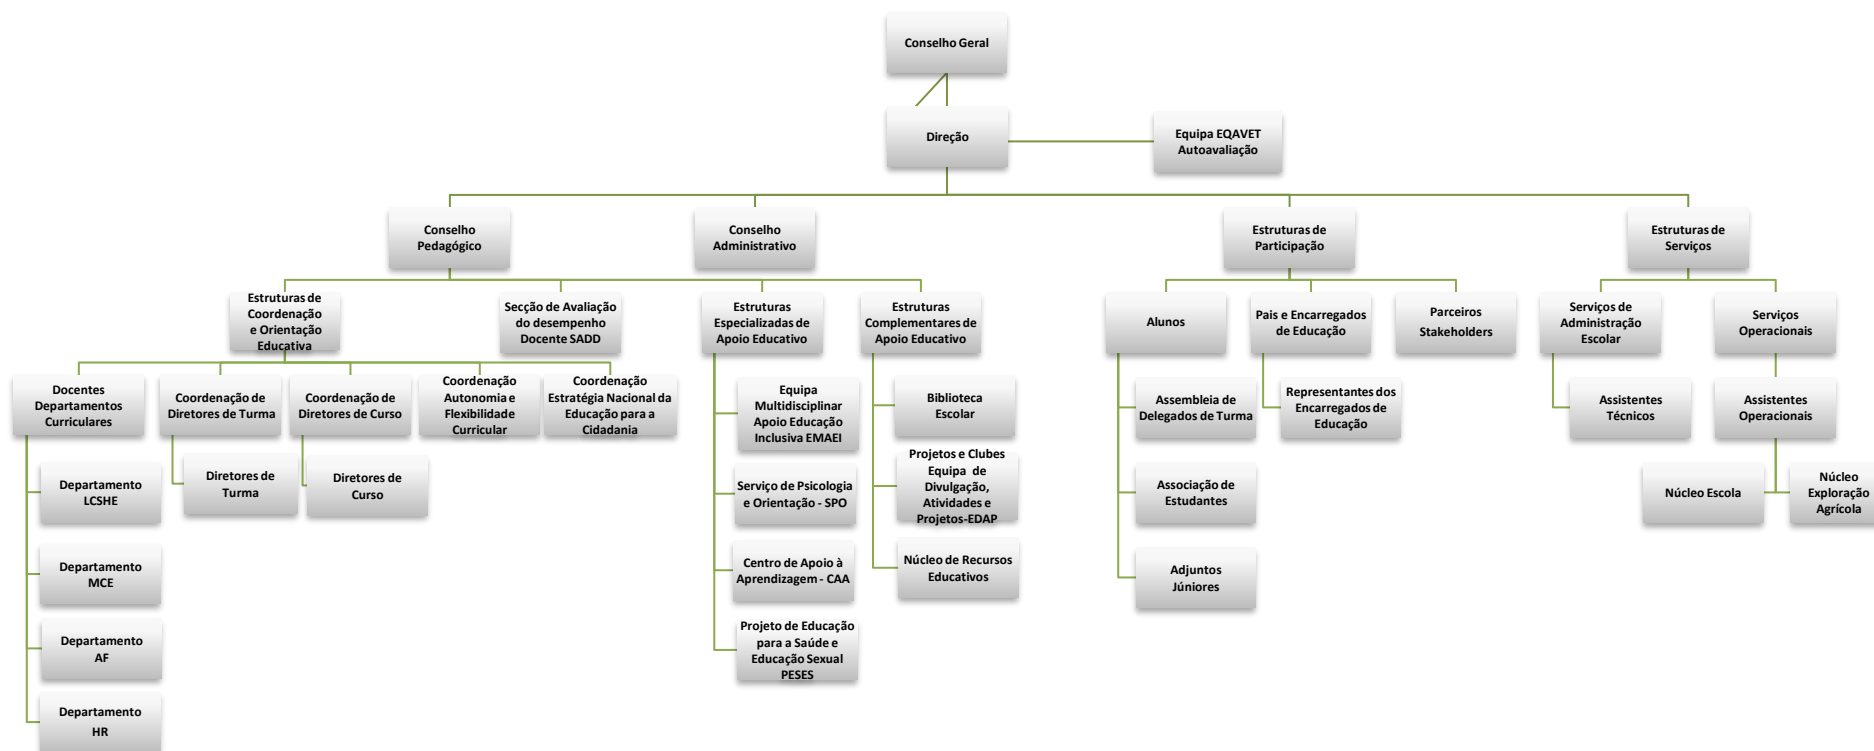 Conselho Geral
Direção
Equipa EQAVET
Autoavaliação
Conselho
Pedagógico
Conselho
Administrativo
Estruturas de
Participação
Estruturas de
Serviços
Estruturas de
Coordenação
e Orientação
Educativa
Secção de Avaliação
do desempenho
Docente SADD
Estruturas
Especializadas de
Apoio Educativo
Estruturas
Complementares de
Apoio Educativo
Alunos
Pais e Encarregados
de Educação
Parceiros
Stakeholders
Serviços de
Administração
Escolar
Serviços
Operacionais
Docentes
Departamentos
Curriculares
Coordenação de
Diretores de Turma
Coordenação de
Diretores de Curso
Coordenação
Autonomia e
Flexibilidade
Curricular
Coordenação
Estratégia Nacional da
Educação para a
Cidadania
Equipa
Multidisciplinar
Apoio Educação
Inclusiva EMAEI
Biblioteca
Escolar
Assembleia de
Delegados de Turma
Representantes dos
Encarregados de
Educação
Assistentes
Técnicos
Assistentes
Operacionais
Departamento
LCSHE
Diretores de
Turma
Diretores de
Curso
Serviço de Psicologia
e Orientação - SPO
Projetos e Clubes
Equipa de
Divulgação,
Atividades e
Projetos-EDAP
Associação de
Estudantes
Núcleo Escola
Núcleo
Exploração
Agrícola
Departamento
MCE
Centro de Apoio à
Aprendizagem - CAA
Núcleo de Recursos
Educativos
Adjuntos
Júniores
Departamento
AF
Projeto de Educação
para a Saúde e
Educação Sexual
PESES
Departamento
HR